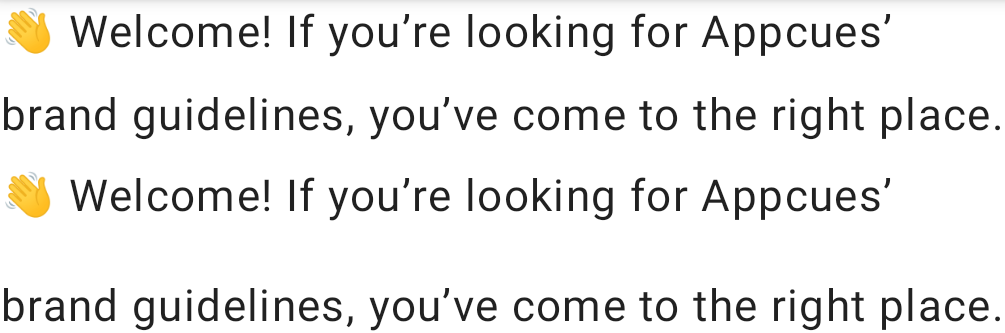 👋 Welcome! If you’re looking for Appcues’
brand guidelines, you’ve come to the right place.
👋 Welcome! If you’re looking for Appcues’
brand guidelines, you’ve come to the right place.